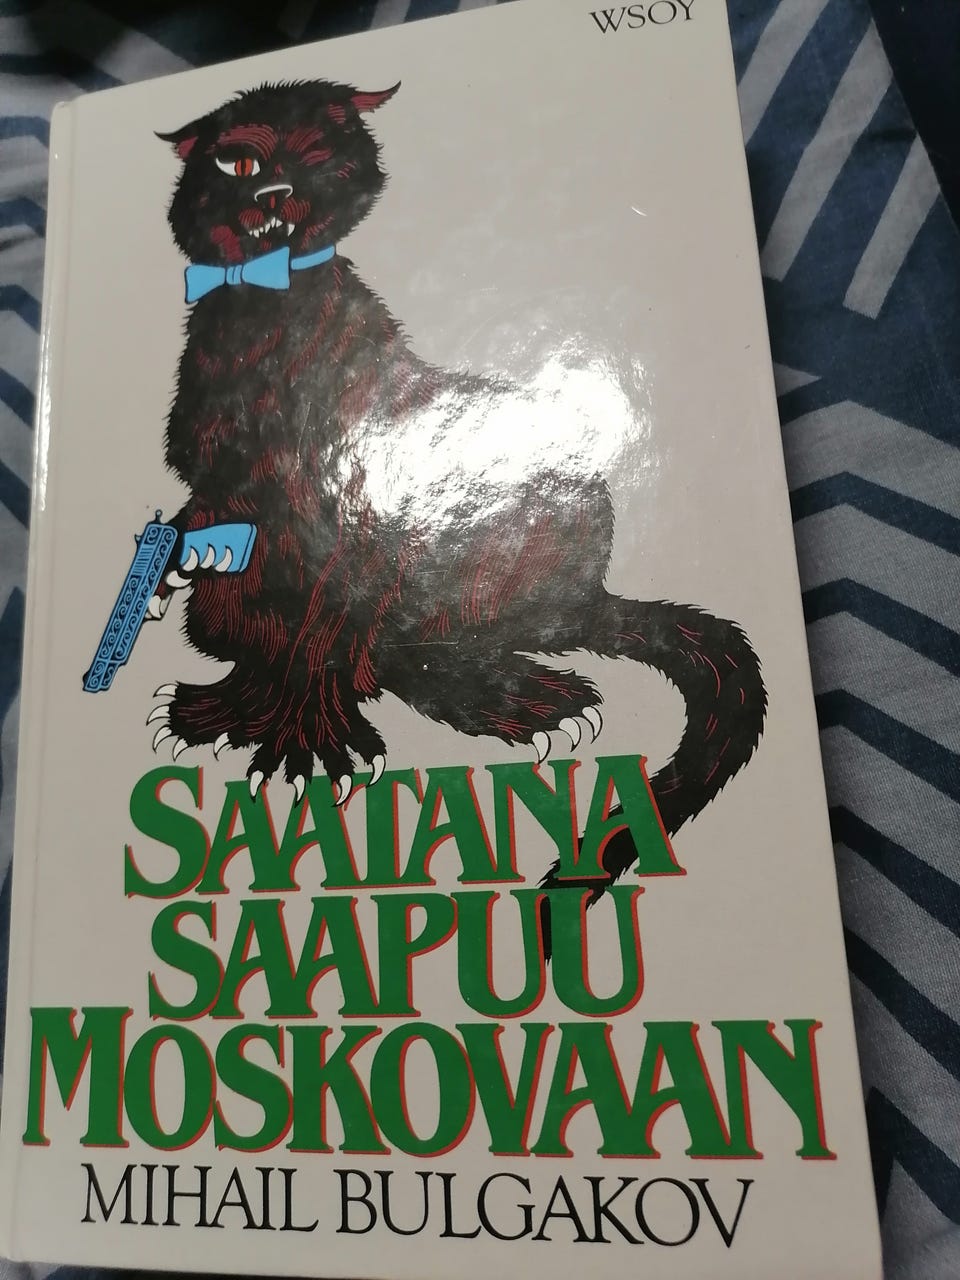 WSOY
SAATANA
SAAPUU
MOSKOVAAN
MIHAIL BULGAKOV